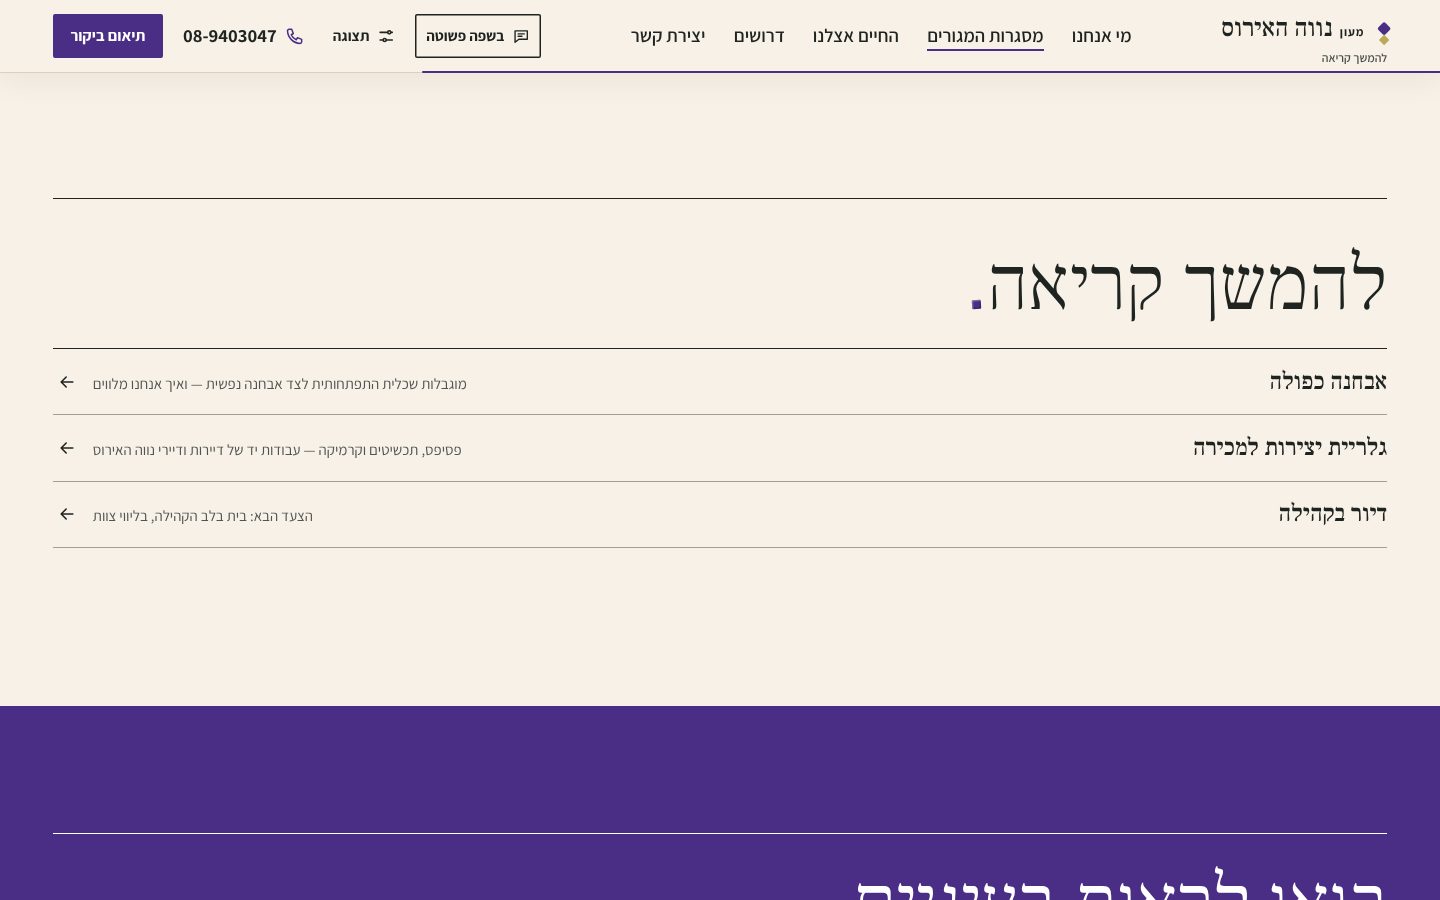 מעון נווה האירוס
להמשך קריאה
מי אנחנו
מסגרות המגורים
החיים אצלנו
דרושים
יצירת קשר
בשפה פשוטה
תצוגה
08-9403047
תיאום ביקור
להמשך קריאה.
אבחנה כפולה
מוגבלות שכלית התפתחותית לצד אבחנה נפשית — ואיך אנחנו מלווים
גלריית יצירות למכירה
פסיפס, תכשיטים וקרמיקה — עבודות יד של דיירות ודיירי נווה האירוס
דיור בקהילה
הצעד הבא: בית בלב הקהילה, בליווי צוות